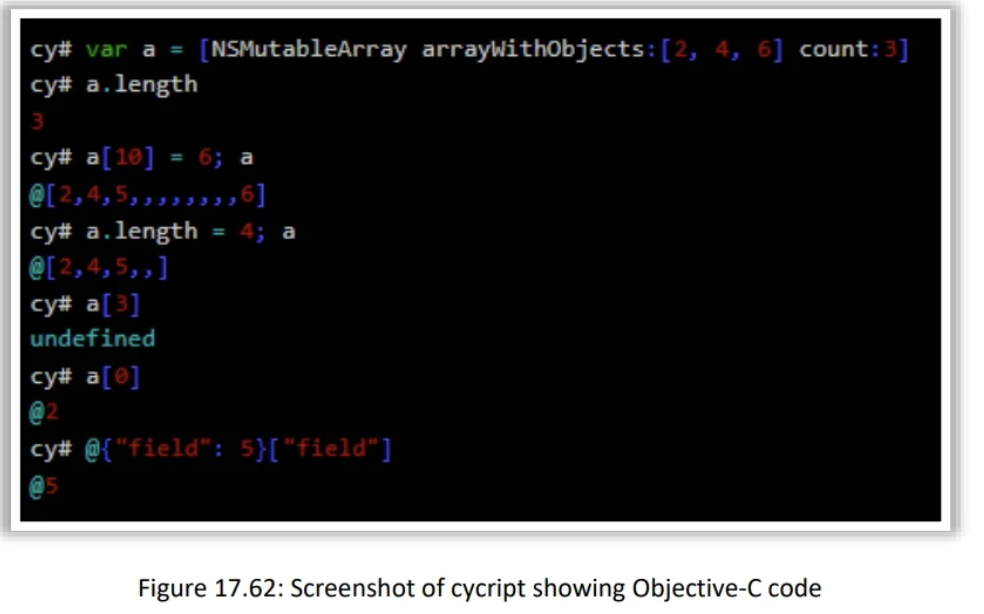 cy# var a = [NSMutableArray arrayWithObjects:[2, 4, 6] count:3]
cy# a.length
3
cy# a[10] = 6; a
@[2,4,5,,,,,,,,6]
cy# a.length = 4; a
@[2,4,5,,]
cy# a[3]
undefined
cy# a[0]
@2
cy# @{"field": 5}["field"]
@5
Figure 17.62: Screenshot of cycript showing Objective-C code